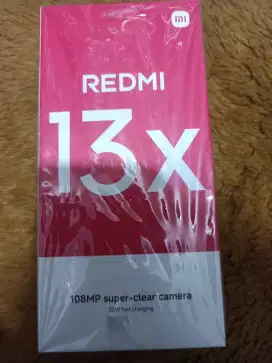 mi
REDMI
13x
108MP super-clear camera
33W fast charging